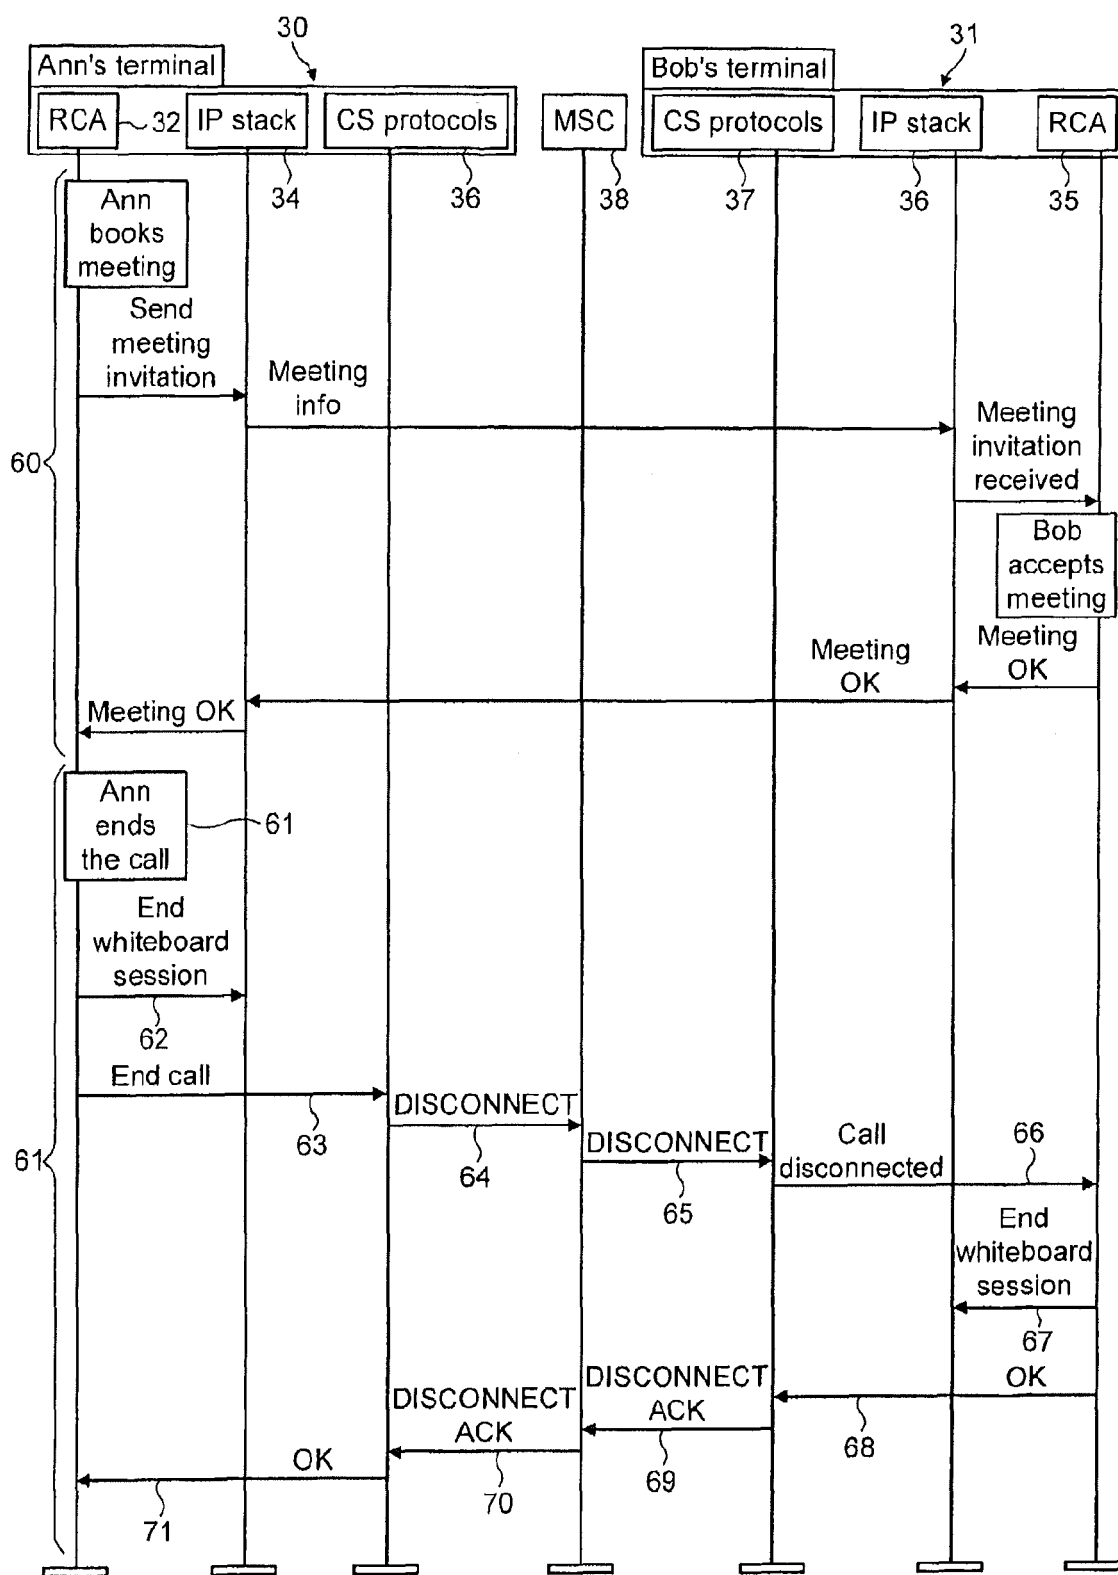 30
31
Ann's terminal
Bob's terminal
RCA
32
IP stack
CS protocols
MSC
CS protocols
IP stack
RCA
34
36
38
37
36
35
Ann
books
meeting
Send
meeting
invitation
Meeting
info
Meeting
invitation
received
60
Bob
accepts
meeting
Meeting
OK
Meeting
OK
Meeting OK
Ann
ends
the call
61
End
whiteboard
session
62
End call
63
DISCONNECT
64
DISCONNECT
65
Call
disconnected
66
61
End
whiteboard
session
67
OK
68
DISCONNECT
ACK
69
DISCONNECT
ACK
70
OK
71